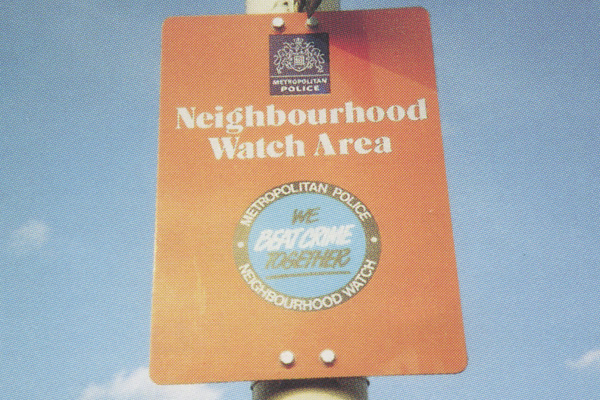 METROPOLITAN
POLICE
Neighbourhood
Watch Area
METROPOLITAN POLICE
WE
BEAT CRIME
TOGETHER
NEIGHBOURHOOD WATCH